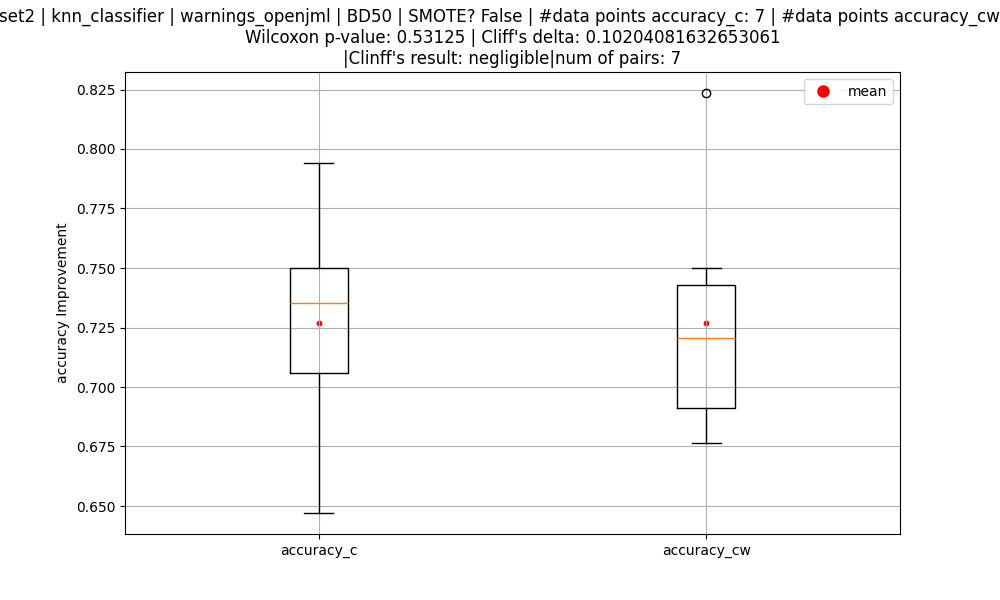 set2 | knn_classifier | warnings_openjml | BD50 | SMOTE? False | #data points accuracy_c: 7 | #data points accuracy_cw
Wilcoxon p-value: 0.53125 | Cliff's delta: 0.10204081632653061
|Clinff's result: negligible|num of pairs: 7
mean
0.825
0.800
0.775
0.750
0.725
0.700
0.675
0.650
accuracy Improvement
accuracy_c
accuracy_cw